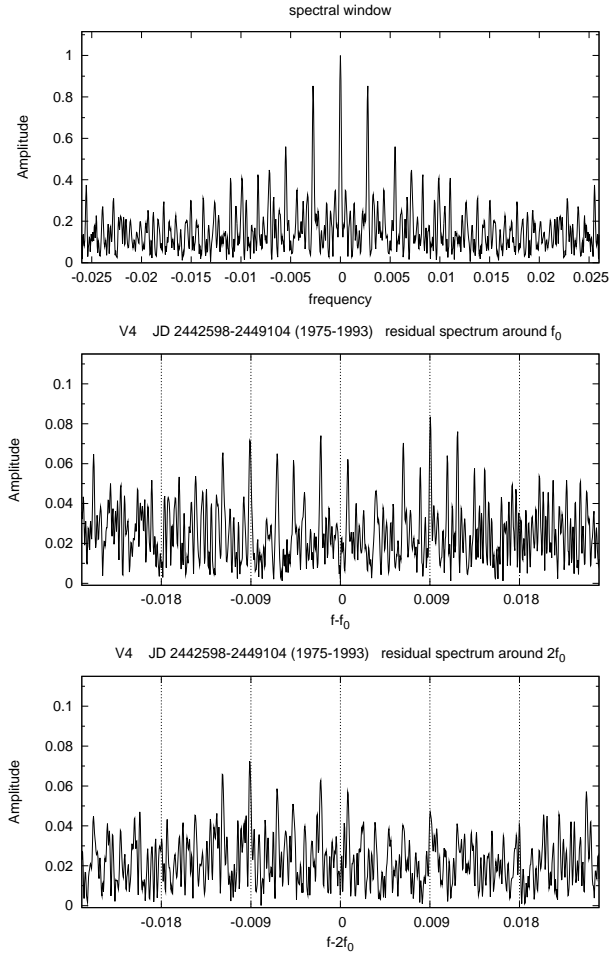 spectral window
1
0.8
0.6
0.4
0.2
0
Amplitude
-0.025 -0.02 -0.015 -0.01 -0.005 0 0.005 0.01 0.015 0.02 0.025
frequency
V4 JD 2442598-2449104 (1975-1993) residual spectrum around f₀
0.1
0.08
0.06
0.04
0.02
0
Amplitude
-0.018 -0.009 0 0.009 0.018
f-f₀
V4 JD 2442598-2449104 (1975-1993) residual spectrum around 2f₀
0.1
0.08
0.06
0.04
0.02
0
Amplitude
-0.018 -0.009 0 0.009 0.018
f-2f₀